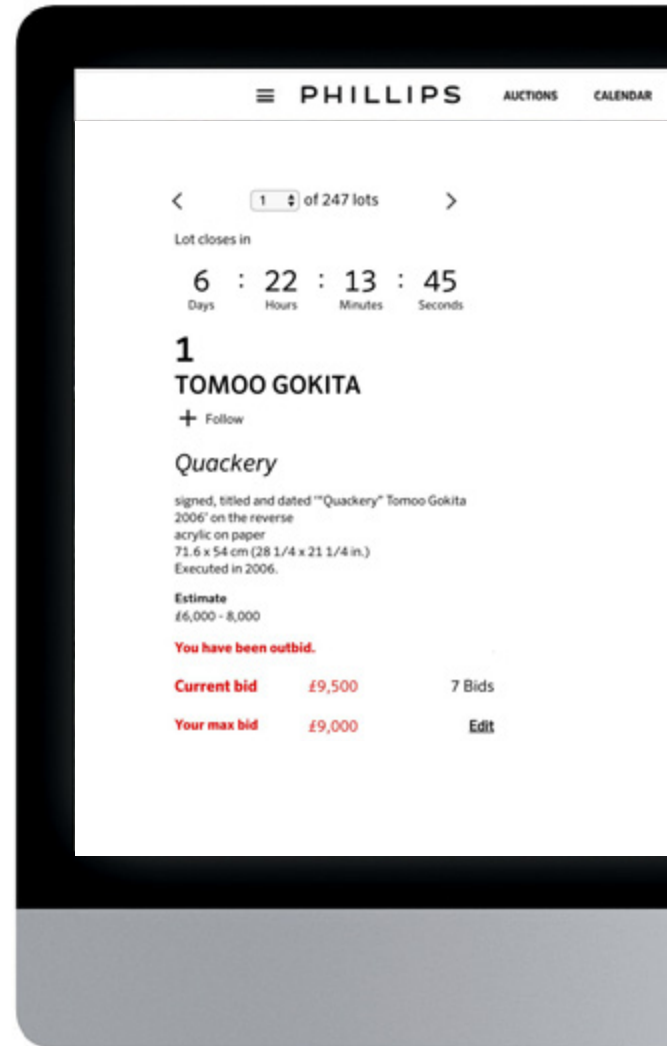 PHILLIPS AUCTIONS CALENDAR
1 of 247 lots
Lot closes in
6 : 22 : 13 : 45
Days Hours Minutes Seconds
1
TOMOO GOKITA
+ Follow
Quackery
signed, titled and dated '"Quackery" Tomoo Gokita
2006' on the reverse
acrylic on paper
71.6 x 54 cm (28 1/4 x 21 1/4 in.)
Executed in 2006.
Estimate
£6,000 - 8,000
You have been outbid.
Current bid £9,500 7 Bids
Your max bid £9,000 Edit